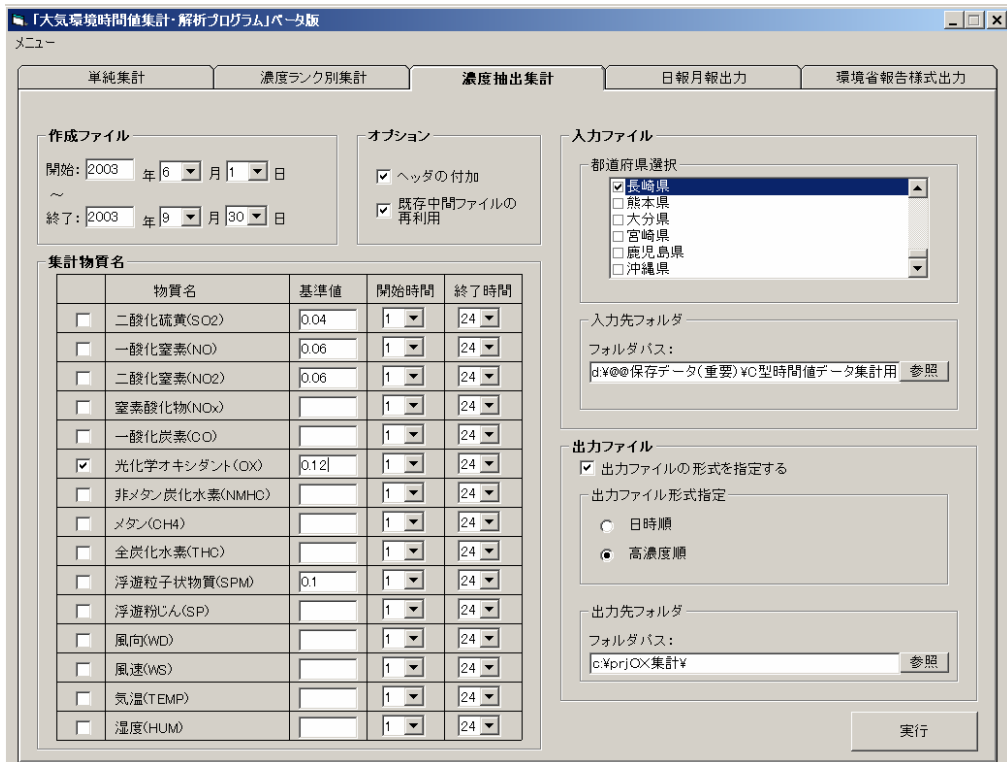 「大気環境時間値集計・解析プログラム」ベータ版
メニュー
単純集計 濃度ランク別集計 濃度抽出集計 日報月報出力 環境省報告様式出力
作成ファイル
開始: 2003 年 6 月 1 日
～
終了: 2003 年 9 月 30 日
オプション
ヘッダの付加
既存中間ファイルの
再利用
集計物質名
物質名 基準値 開始時間 終了時間
二酸化硫黄(SO2) 0.04 1 24
一酸化窒素(NO) 0.06 1 24
二酸化窒素(NO2) 0.06 1 24
窒素酸化物(NOx) 1 24
一酸化炭素(CO) 1 24
光化学オキシダント(OX) 0.12 1 24
非メタン炭化水素(NMHC) 1 24
メタン(CH4) 1 24
全炭化水素(THC) 1 24
浮遊粒子状物質(SPM) 0.1 1 24
浮遊粉じん(SP) 1 24
風向(WD) 1 24
風速(WS) 1 24
気温(TEMP) 1 24
湿度(HUM) 1 24
入力ファイル
都道府県選択
長崎県
熊本県
大分県
宮崎県
鹿児島県
沖縄県
入力先フォルダ
フォルダパス:
d:¥@@保存データ(重要)¥C型時間値データ集計用 参照
出力ファイル
出力ファイルの形式を指定する
出力ファイル形式指定
日時順
高濃度順
出力先フォルダ
フォルダパス:
c:¥prjOX集計¥ 参照
実行